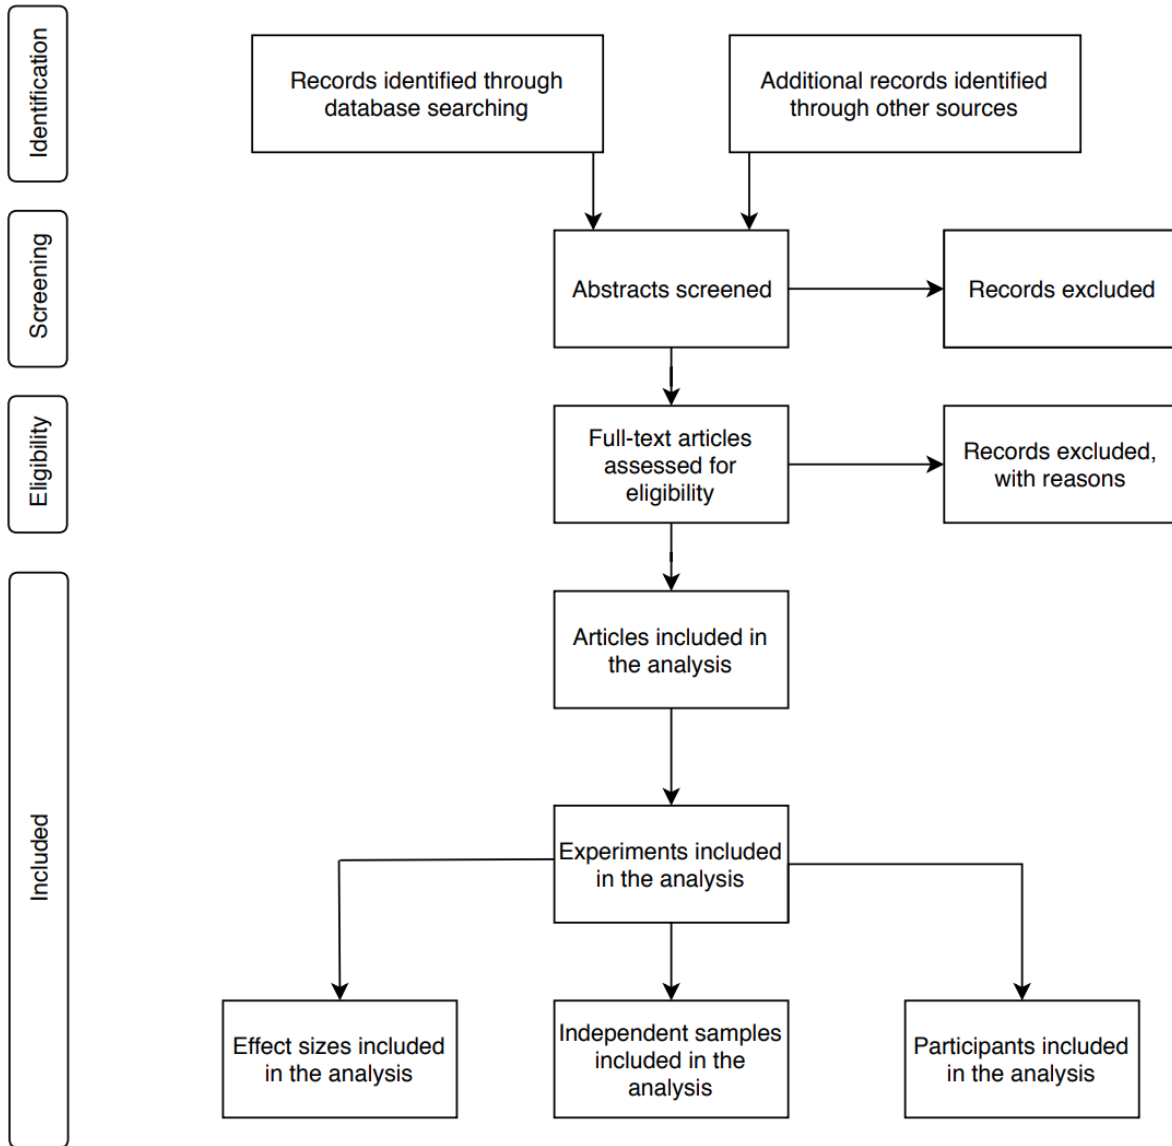 Identification
Records identified through
database searching
Additional records identified
through other sources
Screening
Abstracts screened
Records excluded
Eligibility
Full-text articles
assessed for
eligibility
Records excluded,
with reasons
Included
Articles included in
the analysis
Experiments included
in the analysis
Effect sizes included
in the analysis
Independent samples
included in the
analysis
Participants included
in the analysis